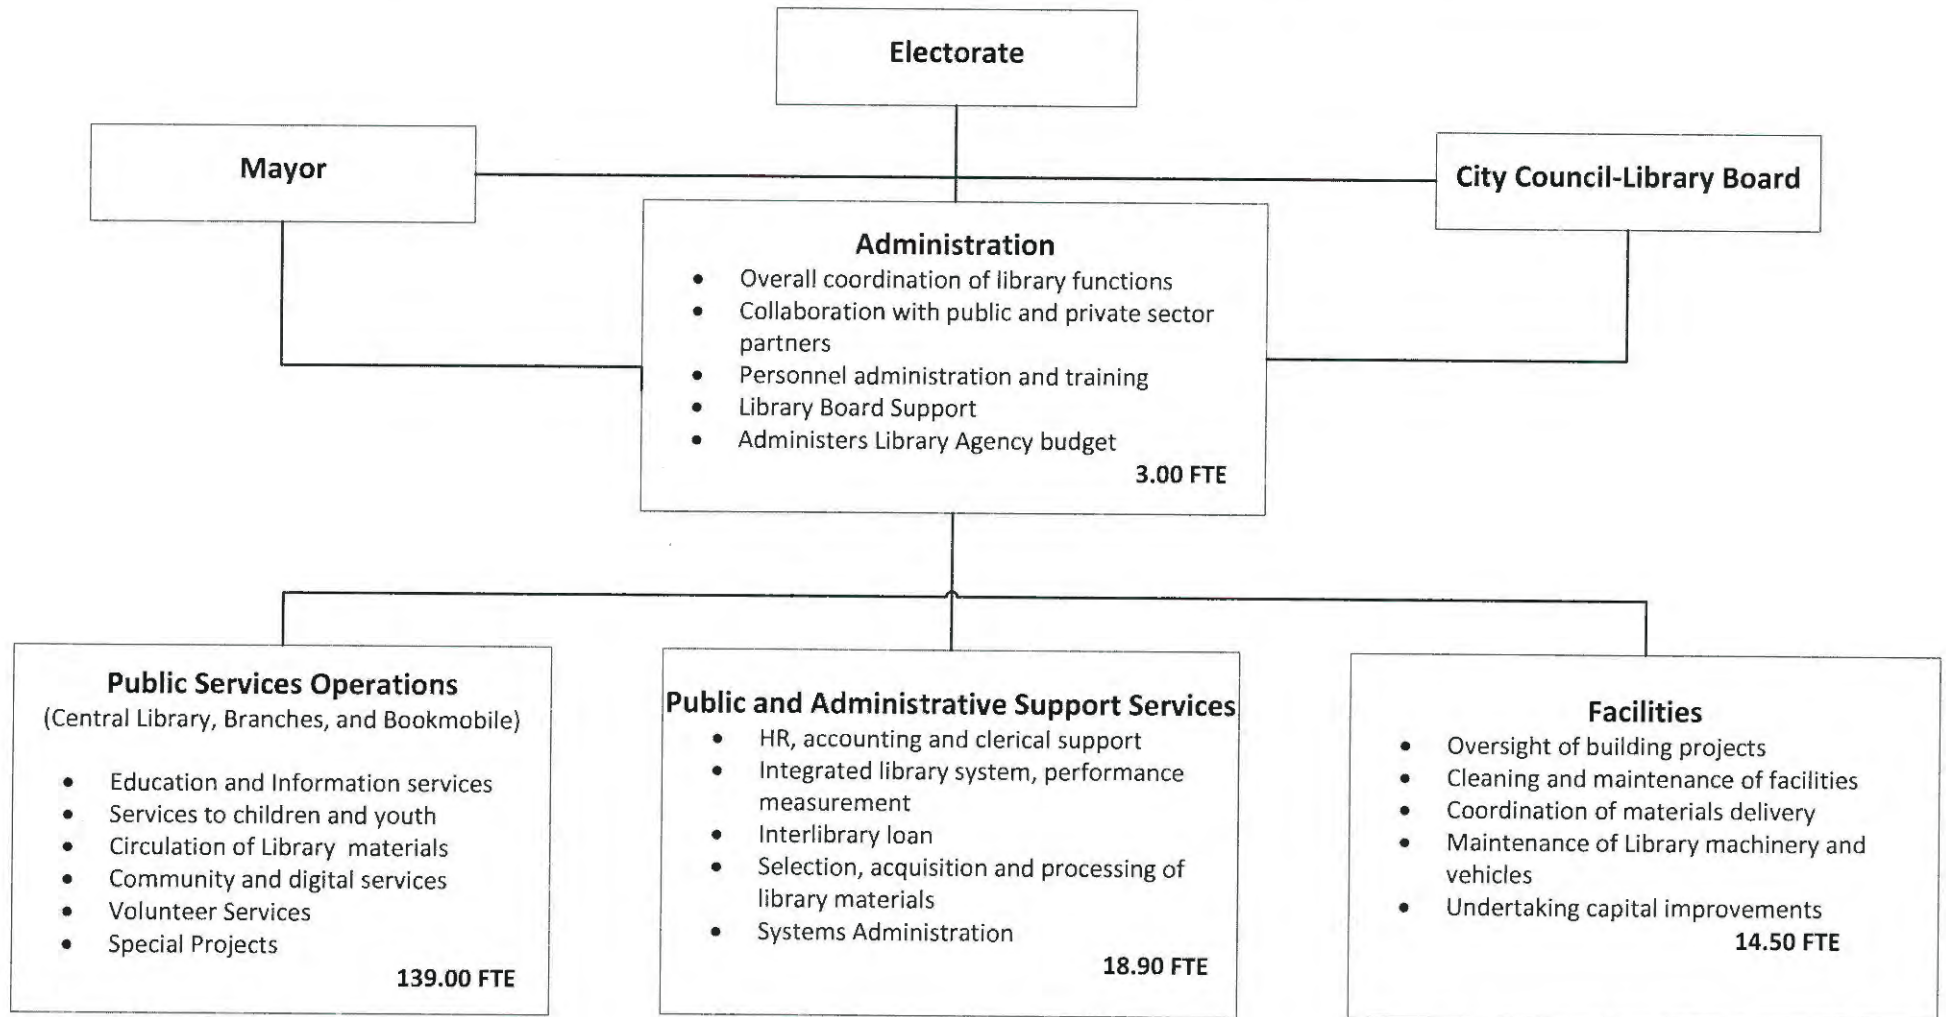 Electorate
Mayor
City Council-Library Board
Administration
• Overall coordination of library functions
• Collaboration with public and private sector
partners
• Personnel administration and training
• Library Board Support
• Administers Library Agency budget
3.00 FTE
Public Services Operations
(Central Library, Branches, and Bookmobile)
• Education and Information services
• Services to children and youth
• Circulation of Library materials
• Community and digital services
• Volunteer Services
• Special Projects
139.00 FTE
Public and Administrative Support Services
• HR, accounting and clerical support
• Integrated library system, performance
measurement
• Interlibrary loan
• Selection, acquisition and processing of
library materials
• Systems Administration
18.90 FTE
Facilities
• Oversight of building projects
• Cleaning and maintenance of facilities
• Coordination of materials delivery
• Maintenance of Library machinery and
vehicles
• Undertaking capital improvements
14.50 FTE